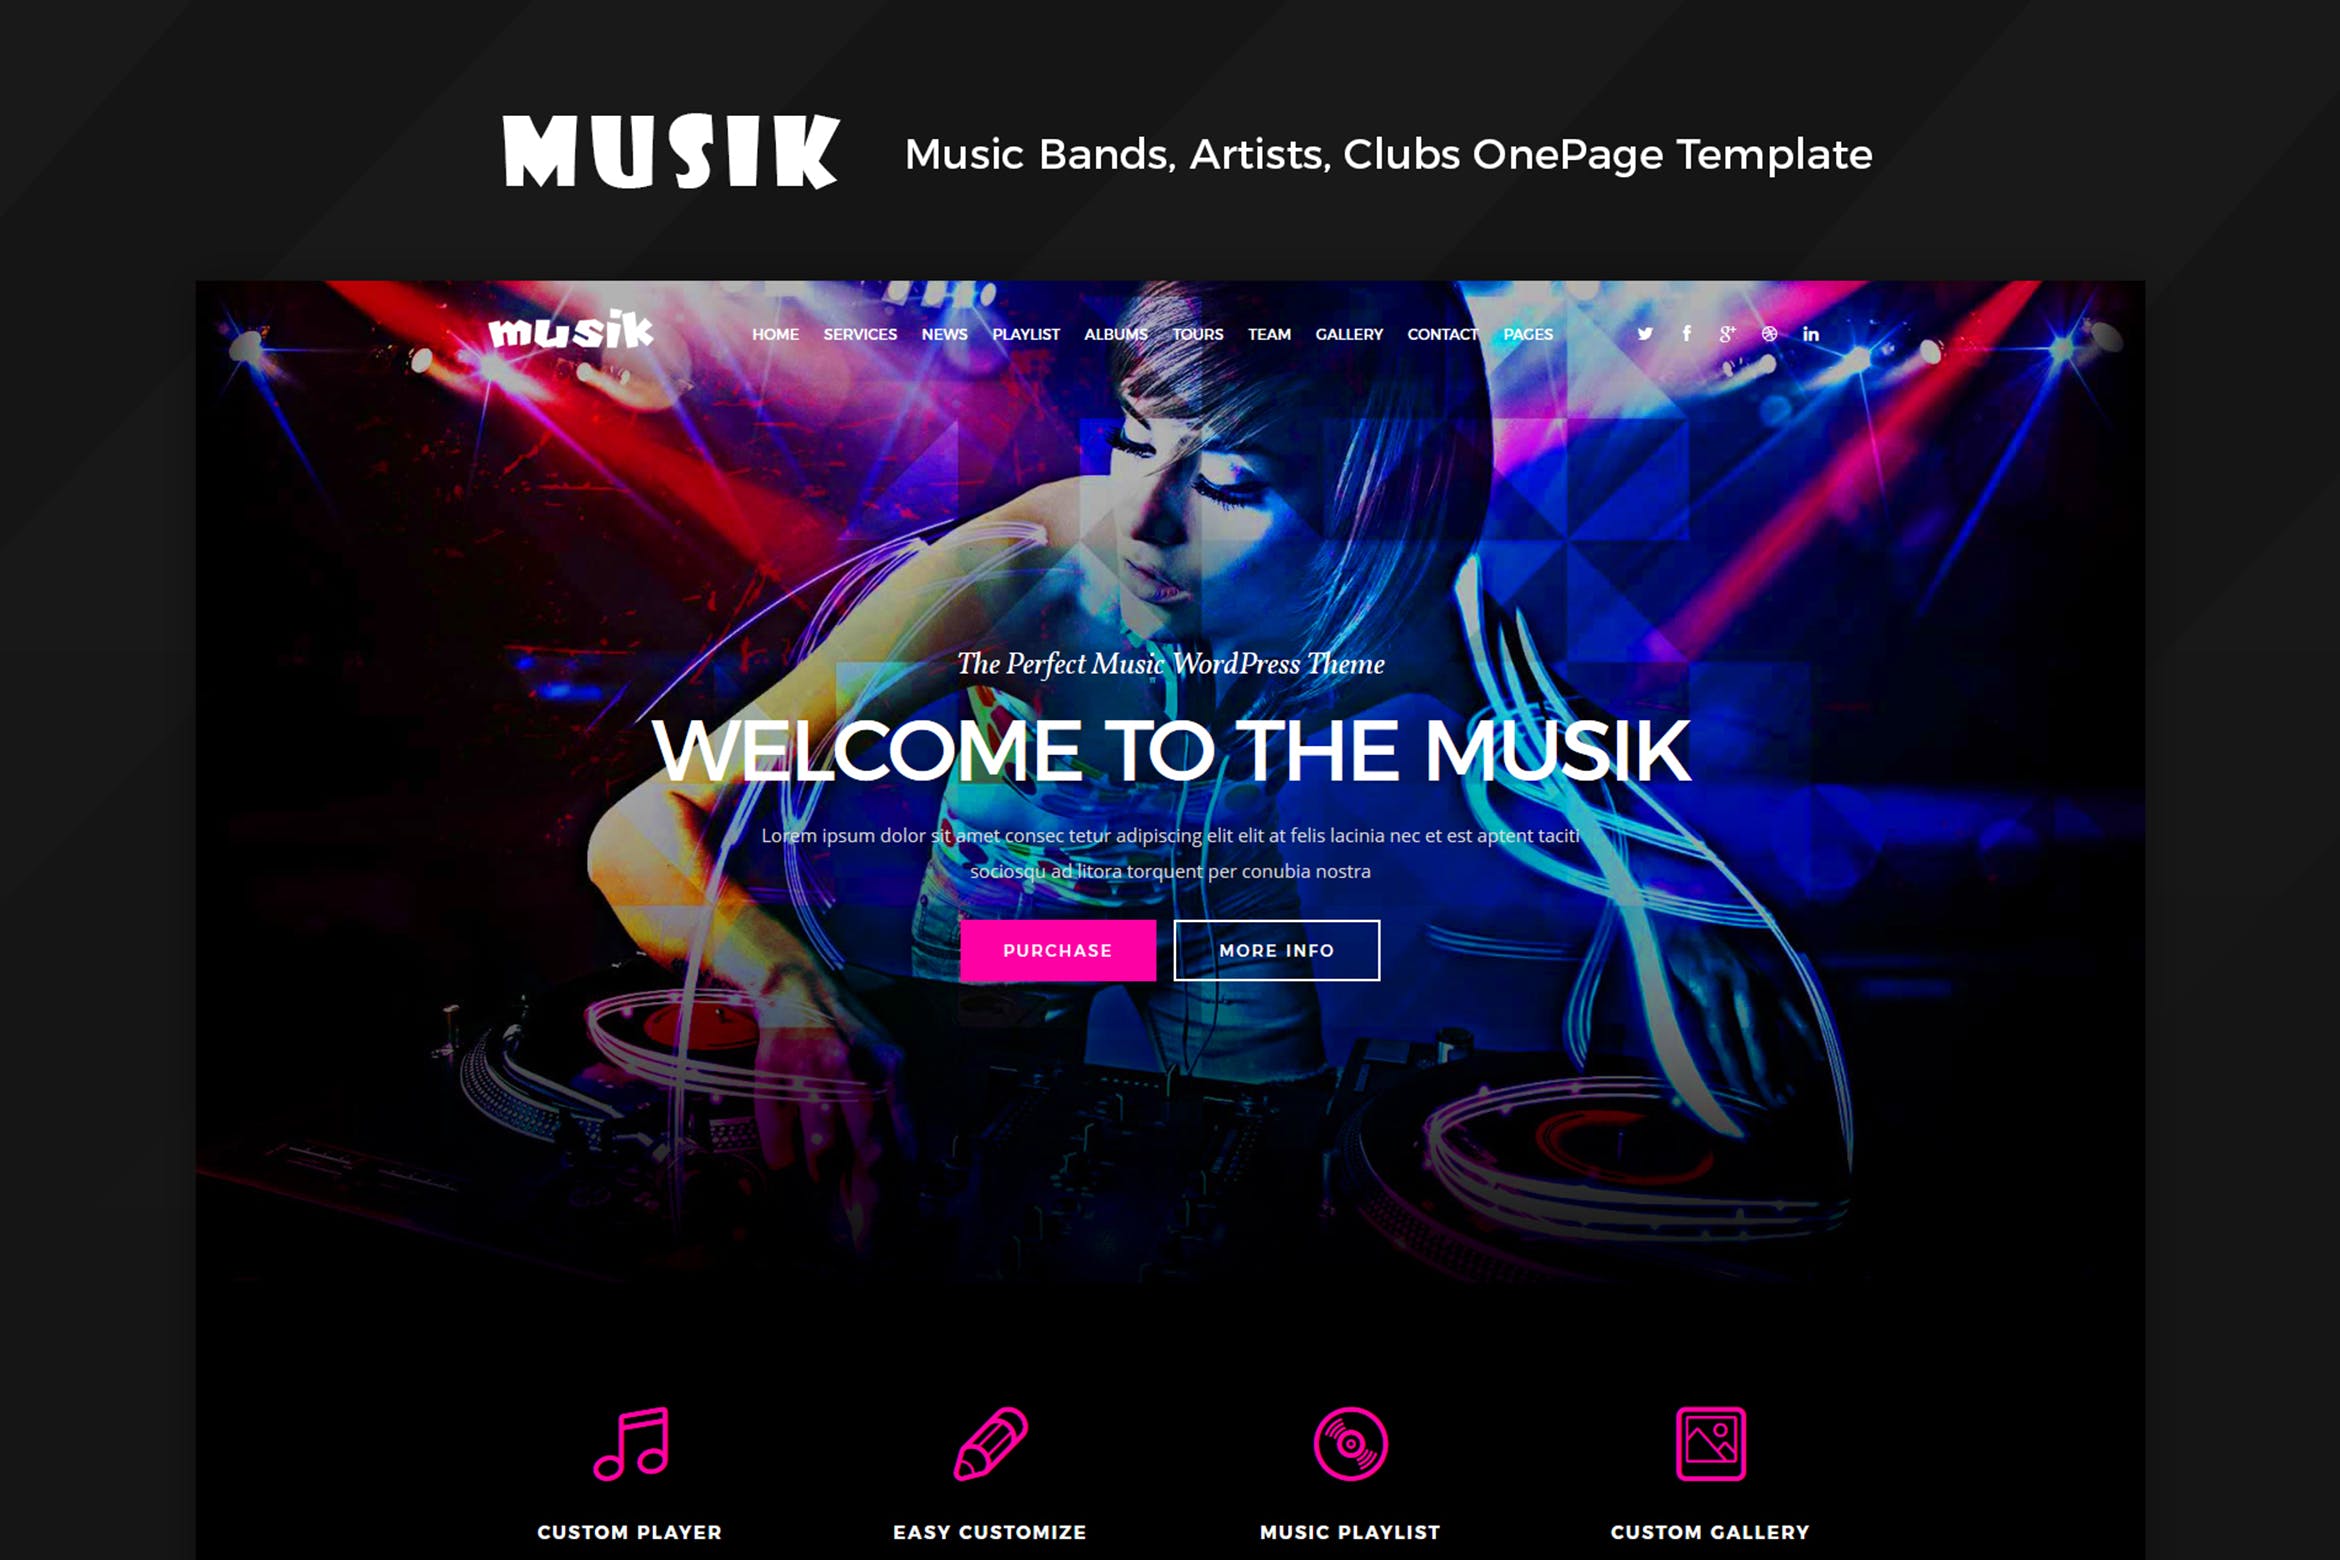 MUSIK
Music Bands, Artists, Clubs OnePage Template
musik
HOME SERVICES NEWS PLAYLIST ALBUMS TOURS TEAM GALLERY CONTACT PAGES
The Perfect Music WordPress Theme
WELCOME TO THE MUSIK
Lorem ipsum dolor sit amet consec tetur adipiscing elit elit at felis lacinia nec et est aptent taciti
sociosqu ad litora torquent per conubia nostra
PURCHASE MORE INFO
CUSTOM PLAYER EASY CUSTOMIZE MUSIC PLAYLIST CUSTOM GALLERY